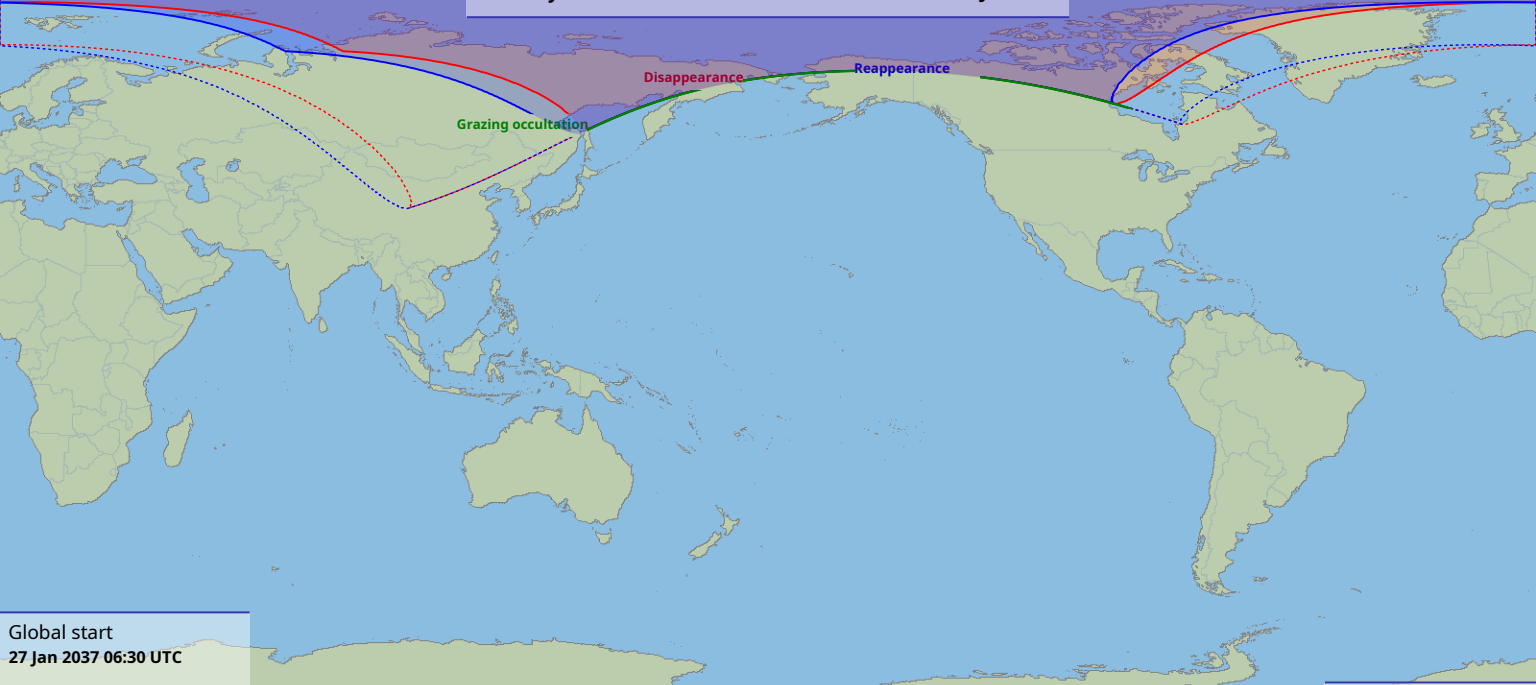 Disappearance
Reappearance
Grazing occultation
Global start
27 Jan 2037 06:30 UTC